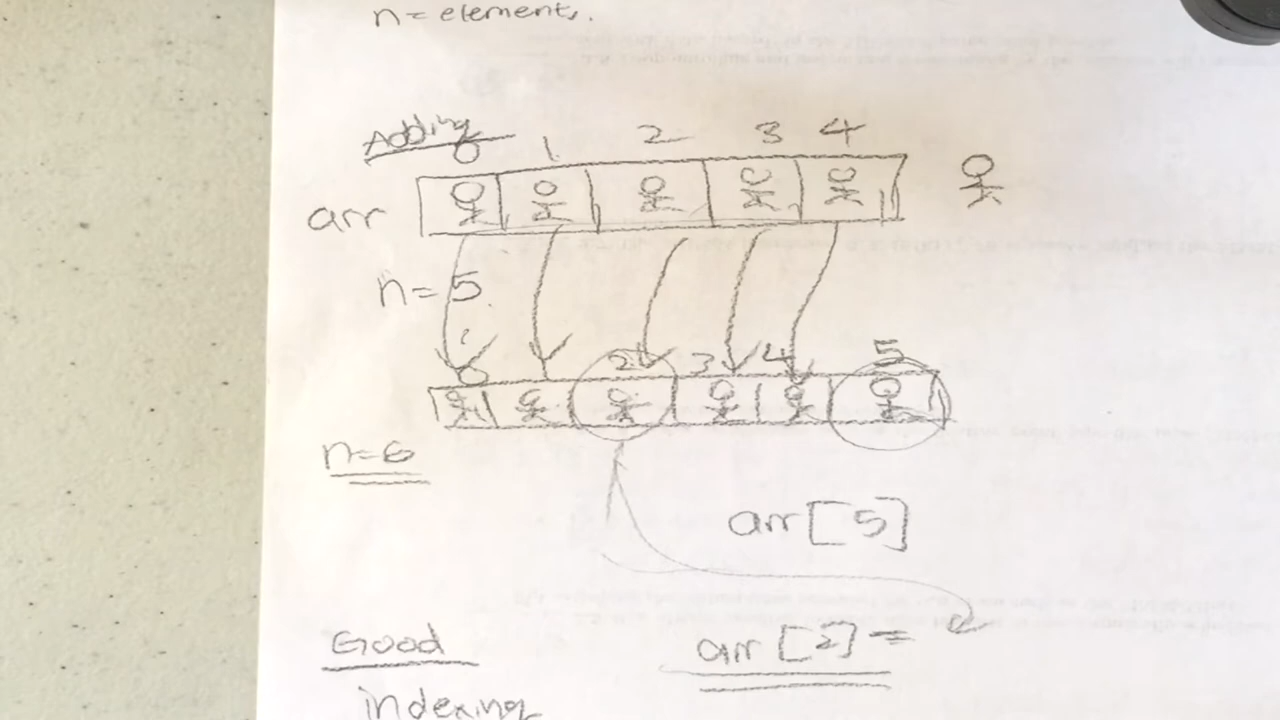 n= elements.
Adding
0 1 2 3 4
arr
n= 5
0 2 3 4 5
n=6
arr[5]
arr[2]=
Good
indexing